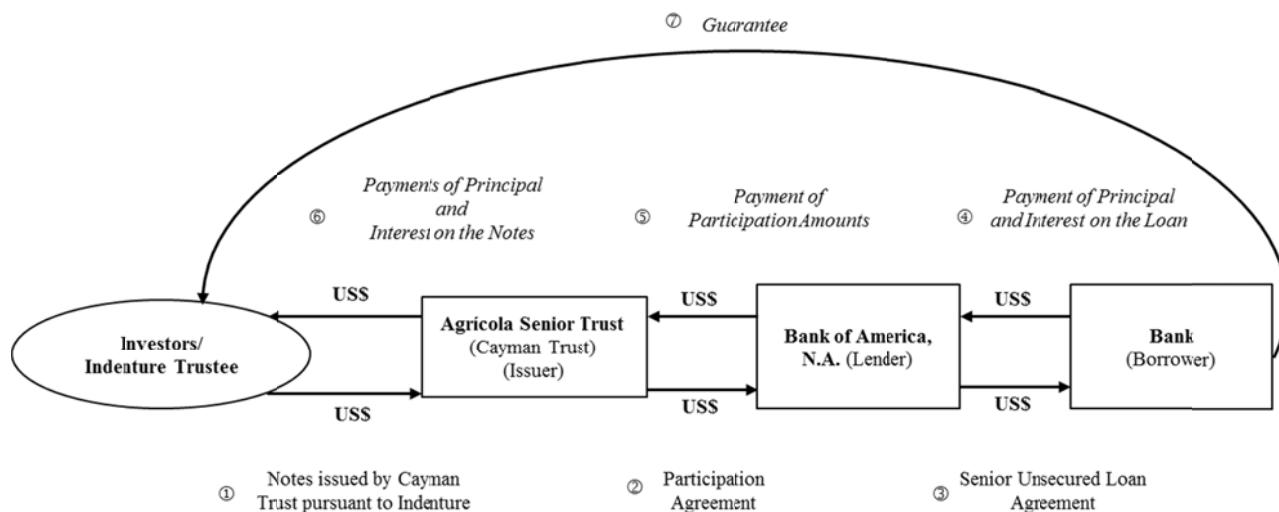 ⑦ Guarantee
⑥ Payments of Principal
and
Interest on the Notes
⑤ Payment of
Participation Amounts
④ Payment of Principal
and Interest on the Loan
US$
US$
US$
Investors/
Indenture Trustee
Agrícola Senior Trust
(Cayman Trust)
(Issuer)
Bank of America,
N.A. (Lender)
Bank
(Borrower)
US$
US$
US$
① Notes issued by Cayman
Trust pursuant to Indenture
② Participation
Agreement
③ Senior Unsecured Loan
Agreement